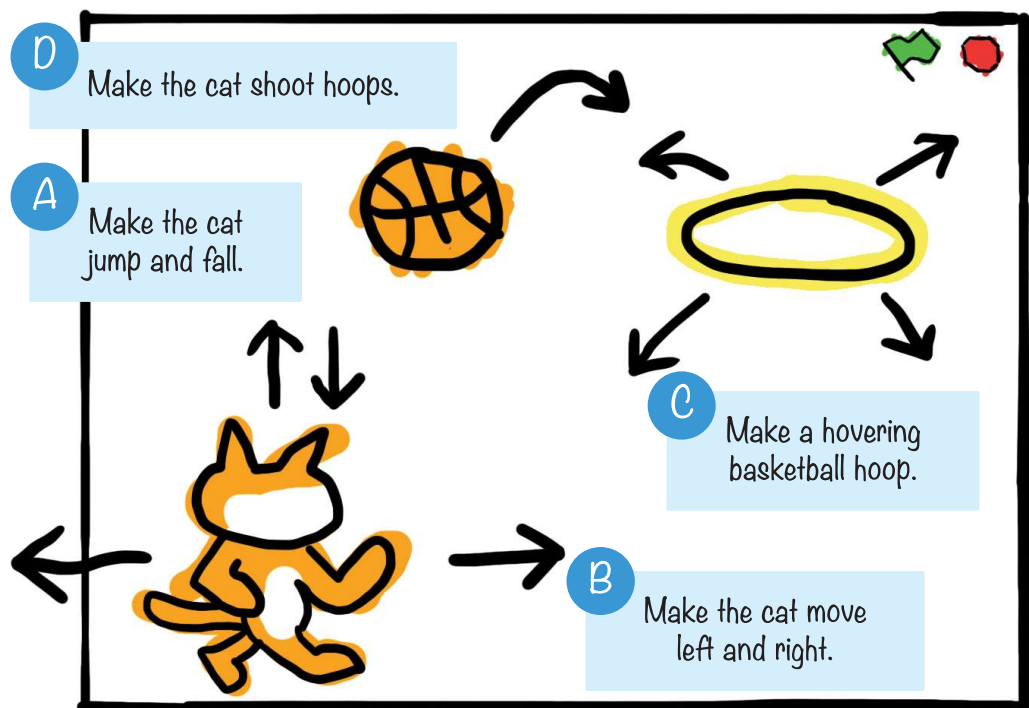 D
Make the cat shoot hoops.
A
Make the cat
jump and fall.
C
Make a hovering
basketball hoop.
B
Make the cat move
left and right.